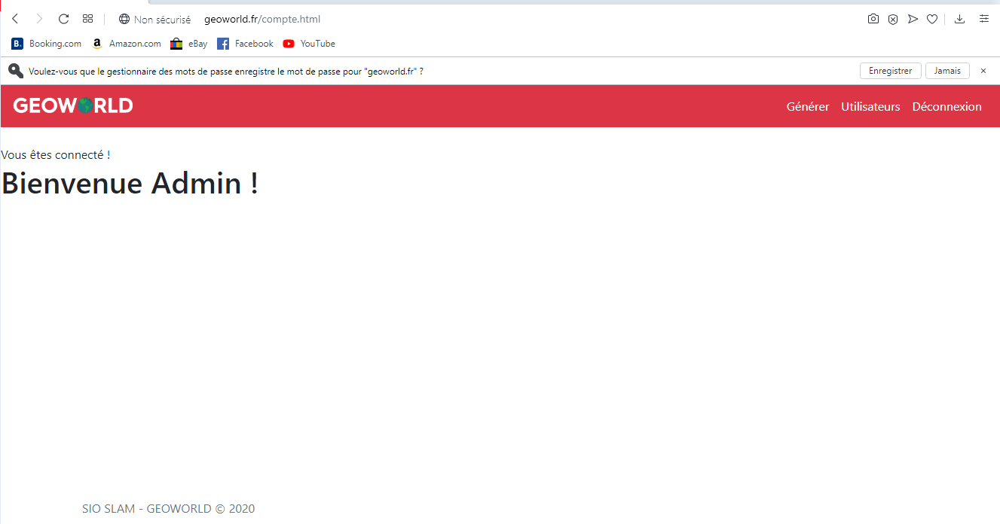 Non sécurisé geoworld.fr/compte.html
B. Booking.com a Amazon.com eBay f Facebook YouTube
Voulez-vous que le gestionnaire des mots de passe enregistre le mot de passe pour "geoworld.fr" ? Enregistrer Jamais ×
GEOWORLD Générer Utilisateurs Déconnexion
Vous êtes connecté !
Bienvenue Admin !
SIO SLAM - GEOWORLD © 2020